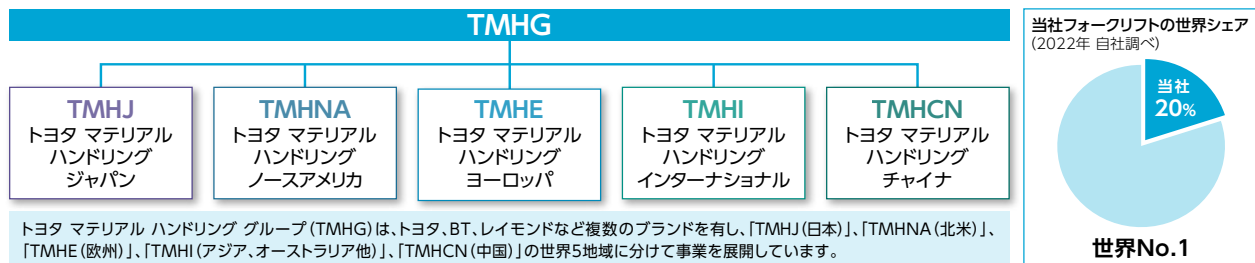 TMHG
TMHJ
トヨタ マテリアル
ハンドリング
ジャパン
TMHNA
トヨタ マテリアル
ハンドリング
ノースアメリカ
TMHE
トヨタ マテリアル
ハンドリング
ヨーロッパ
TMHI
トヨタ マテリアル
ハンドリング
インターナショナル
TMHCN
トヨタ マテリアル
ハンドリング
チャイナ
トヨタ マテリアル ハンドリング グループ(TMHG)は、トヨタ、BT、レイモンドなど複数のブランドを有し、「TMHJ(日本)」、「TMHNA(北米)」、
「TMHE(欧州)」、「TMHI(アジア、オーストラリア他)」、「TMHCN(中国)」の世界5地域に分けて事業を展開しています。
当社フォークリフトの世界シェア
(2022年 自社調べ)
当社
20%
世界No.1